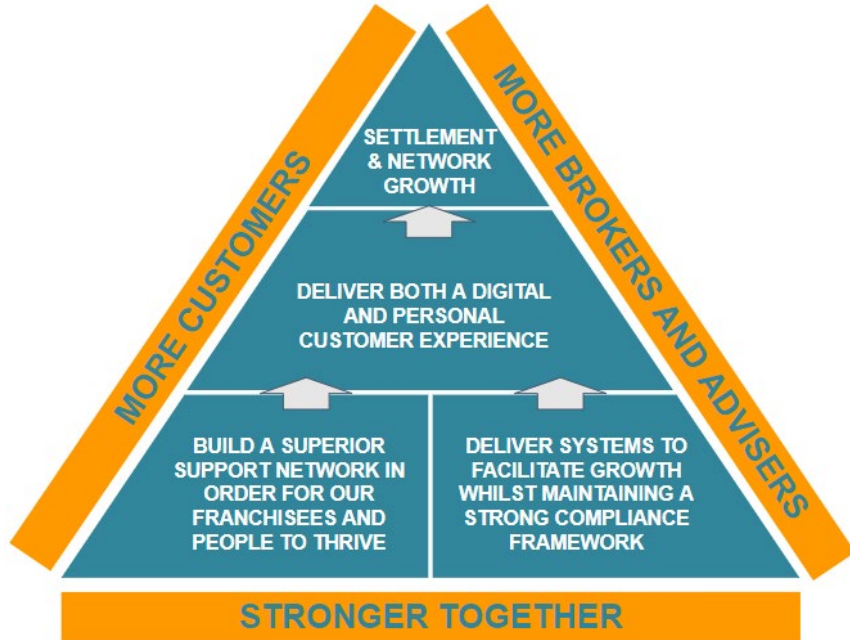 SETTLEMENT
& NETWORK
GROWTH
DELIVER BOTH A DIGITAL
AND PERSONAL
CUSTOMER EXPERIENCE
BUILD A SUPERIOR
SUPPORT NETWORK IN
ORDER FOR OUR
FRANCHISEES AND
PEOPLE TO THRIVE
DELIVER SYSTEMS TO
FACILITATE GROWTH
WHILST MAINTAINING A
STRONG COMPLIANCE
FRAMEWORK
MORE CUSTOMERS
MORE BROKERS AND ADVISERS
STRONGER TOGETHER